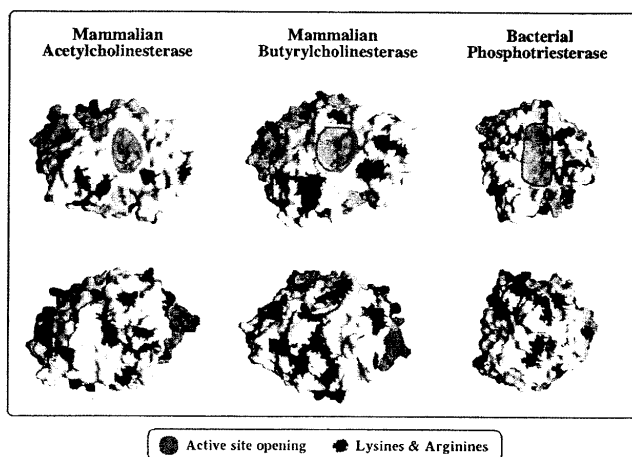 Mammalian
Acetylcholinesterase
Mammalian
Butyrylcholinesterase
Bacterial
Phosphotriesterase
Active site opening
Lysines & Arginines